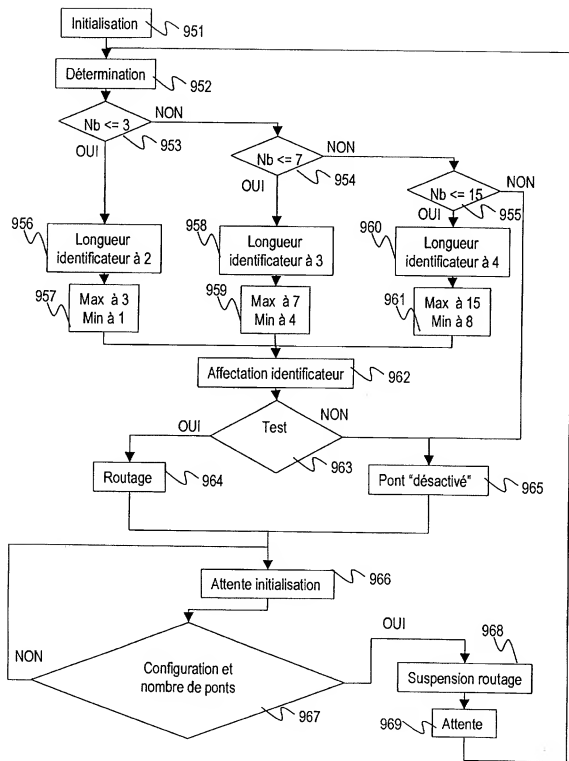 Initialisation
951
Détermination
952
Nb <= 3
953
NON
OUI
Nb <= 7
954
NON
OUI
Nb <= 15
955
NON
OUI
956
Longueur
identificateur à 2
958
Longueur
identificateur à 3
960
Longueur
identificateur à 4
957
Max à 3
Min à 1
959
Max à 7
Min à 4
961
Max à 15
Min à 8
Affectation identificateur
962
OUI
Test
NON
963
Routage
964
Pont "désactivé"
965
Attente initialisation
966
NON
Configuration et
nombre de ponts
967
OUI
968
Suspension routage
969
Attente